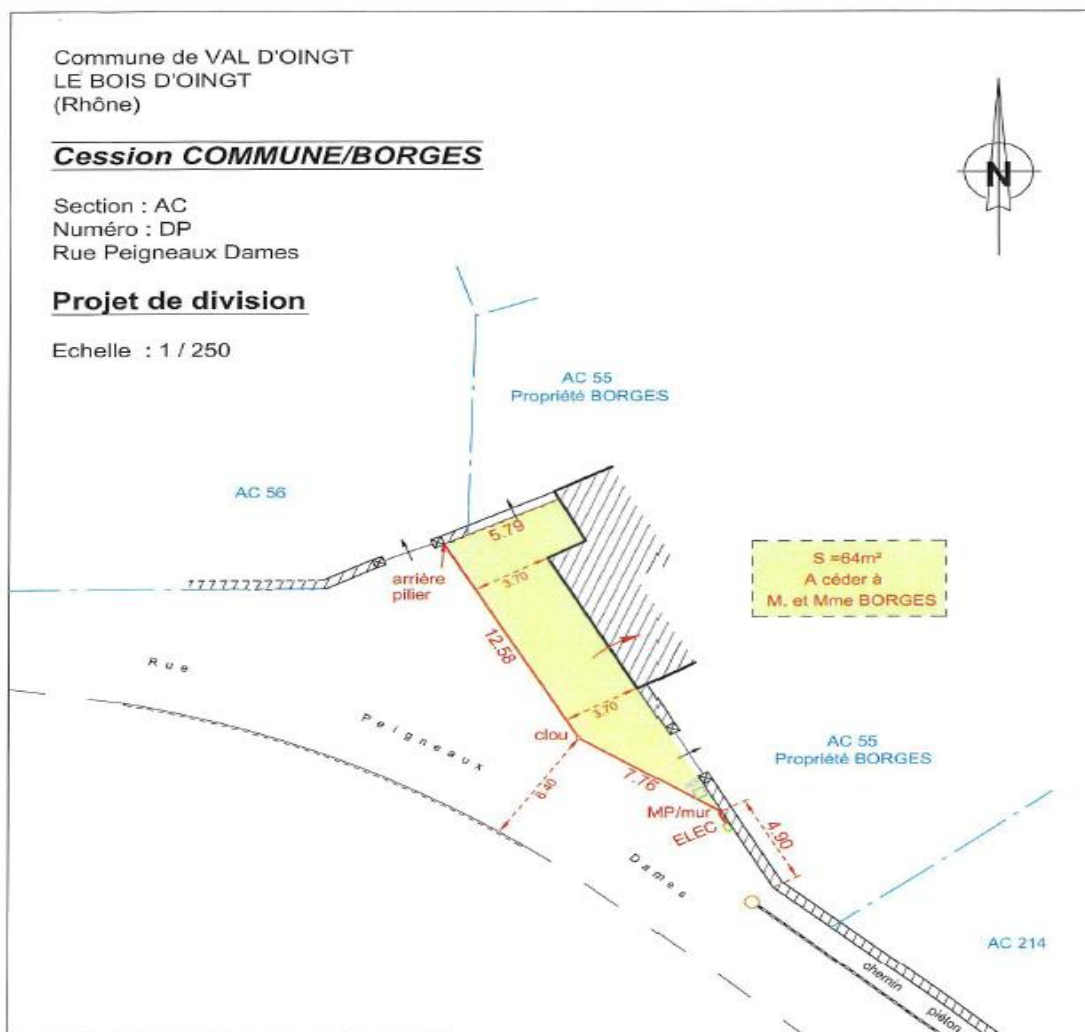 Commune de VAL D'OINGT
LE BOIS D'OINGT
(Rhône)
Cession COMMUNE/BORGES
Section : AC
Numéro : DP
Rue Peigneaux Dames
Projet de division
Echelle : 1 / 250
N
AC 55
Propriété BORGES
AC 56
5.79
arrière
pilier
3.70
S =64m²
A céder à
M. et Mme BORGES
12.58
Rue
Peigneaux
Dames
3.70
clou
6.40
7.76
AC 55
Propriété BORGES
MP/mur
ELEC
4.90
AC 214
chemin
piéton